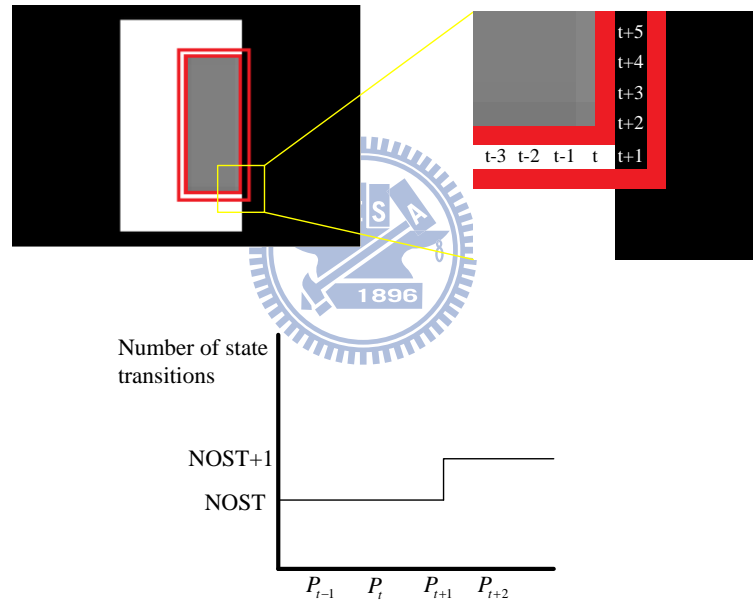 t+5
t+4
t+3
t+2
t-3 t-2 t-1 t t+1
E S A
1896
Number of state
transitions
NOST+1
NOST
P_{t-1} P_t P_{t+1} P_{t+2}